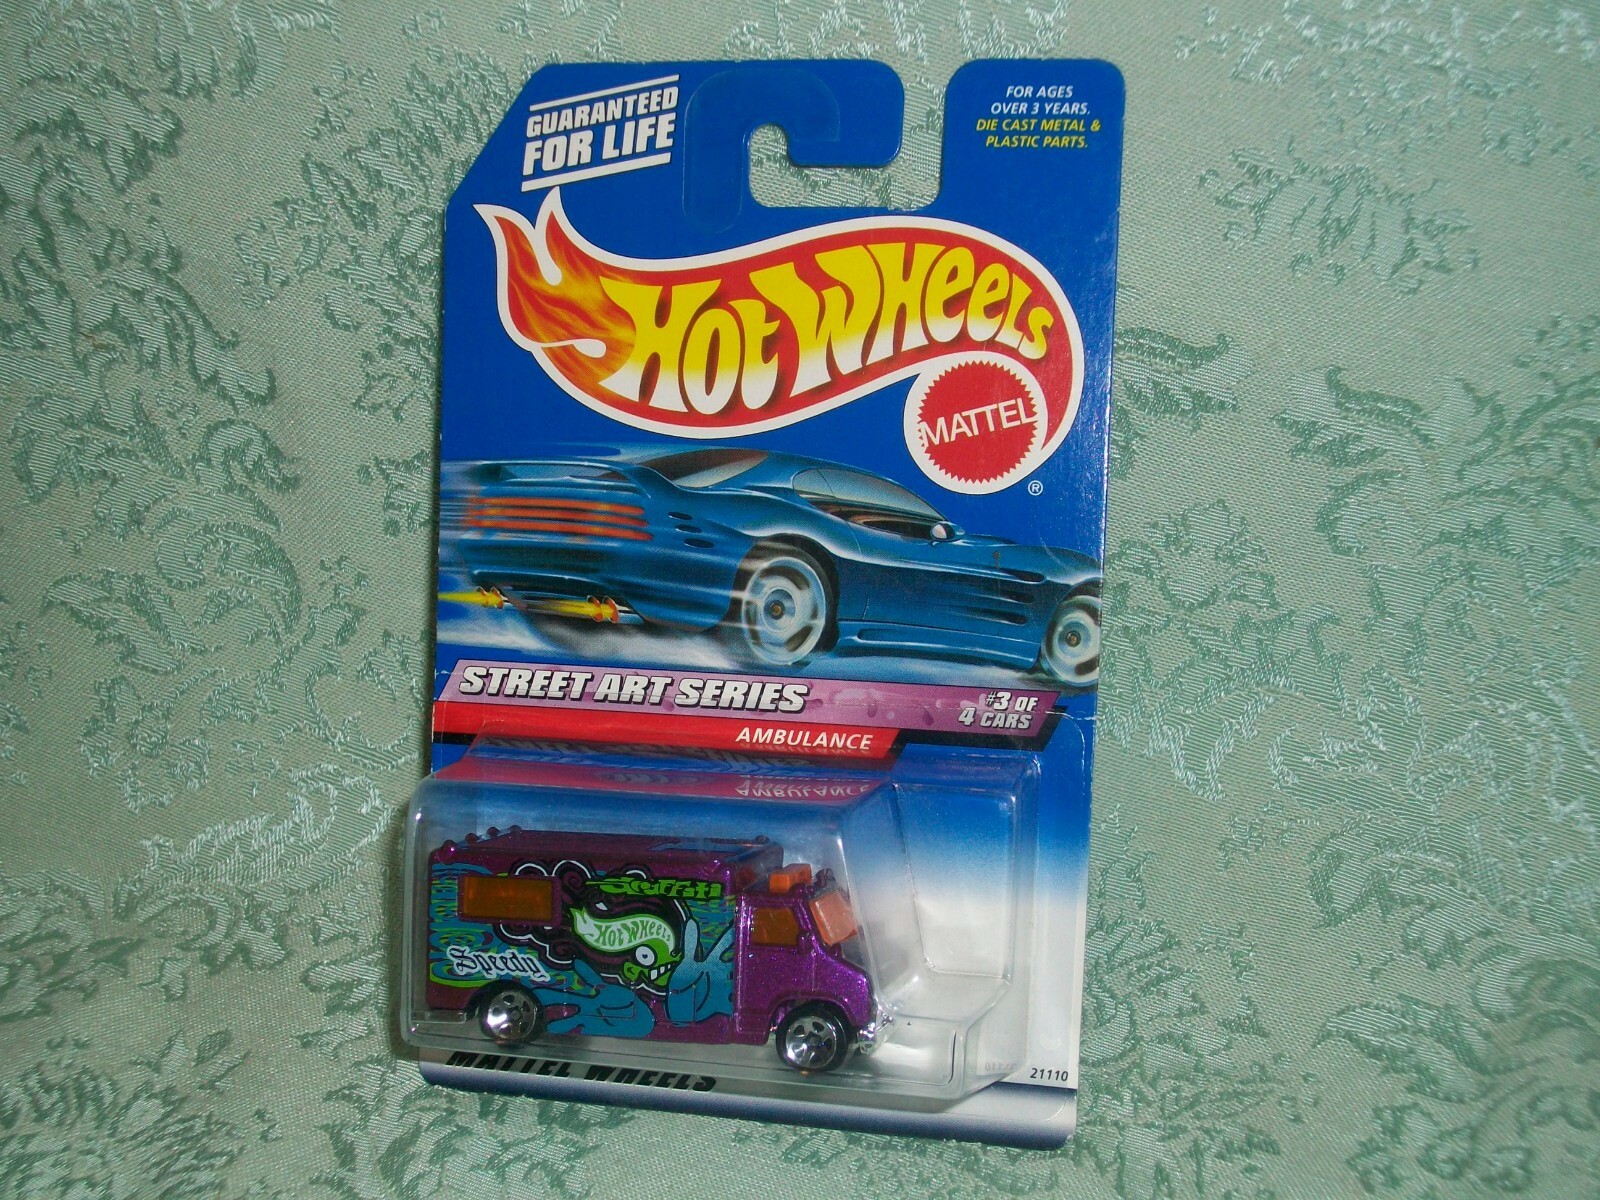 GUARANTEED
FOR LIFE
FOR AGES
OVER 3 YEARS.
DIE CAST METAL &
PLASTIC PARTS.
HOT WHEELS
MATTEL
®
STREET ART SERIES
#3 OF
4 CARS
AMBULANCE
HOT WHEELS
Speedy
MATTEL WHEELS
21110